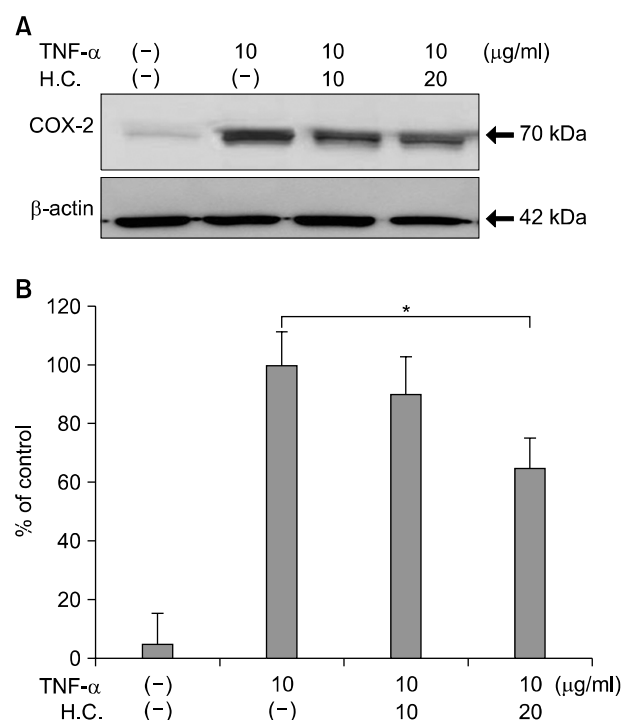 A
TNF-α (−) 10 10 10 (μg/ml)
H.C. (−) (−) 10 20
COX-2 70 kDa
β-actin 42 kDa
B
120
*
100
80
60
40
20
0
% of control
TNF-α (−) 10 10 10 (μg/ml)
H.C. (−) (−) 10 20